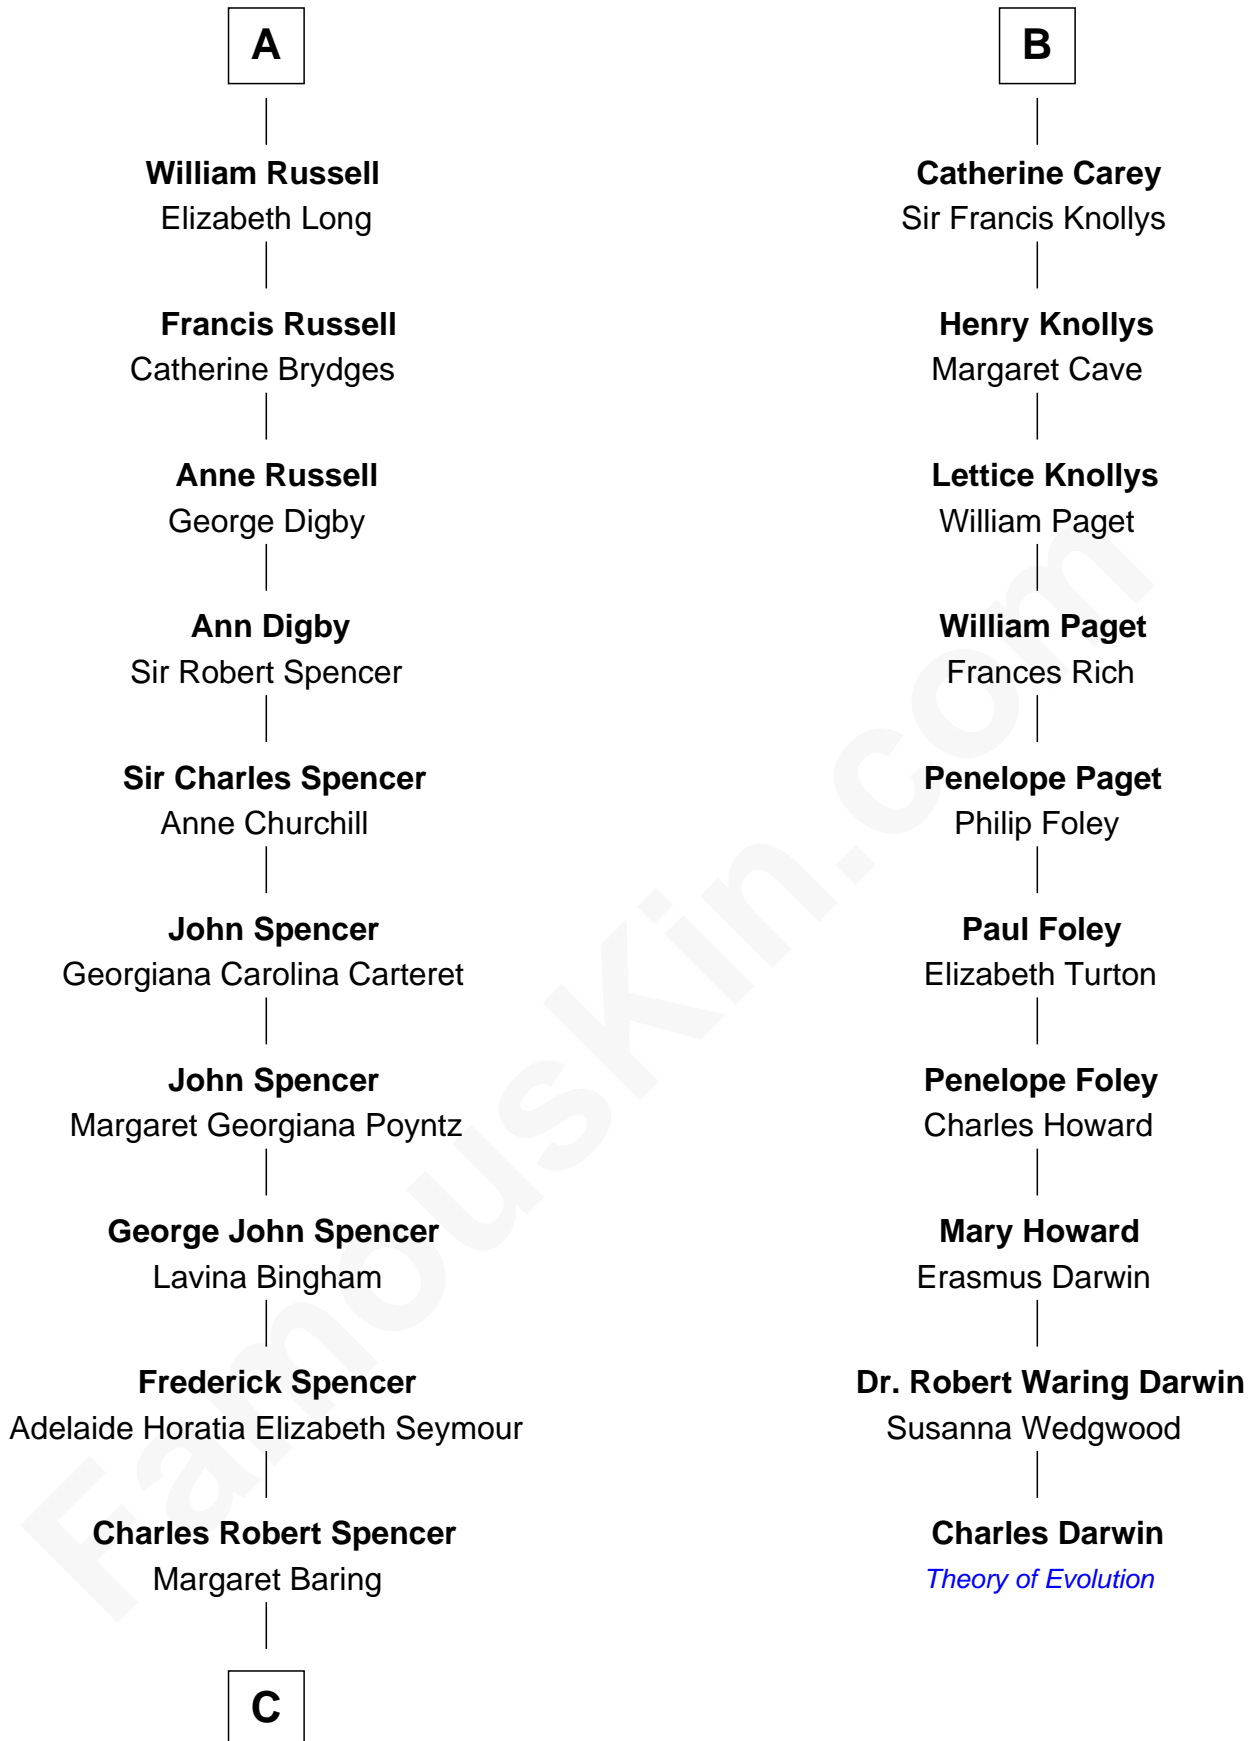 A
William Russell
Elizabeth Long
Francis Russell
Catherine Brydges
Anne Russell
George Digby
Ann Digby
Sir Robert Spencer
Sir Charles Spencer
Anne Churchill
John Spencer
Georgiana Carolina Carteret
John Spencer
Margaret Georgiana Poyntz
George John Spencer
Lavina Bingham
Frederick Spencer
Adelaide Horatia Elizabeth Seymour
Charles Robert Spencer
Margaret Baring
C
B
Catherine Carey
Sir Francis Knollys
Henry Knollys
Margaret Cave
Lettice Knollys
William Paget
William Paget
Frances Rich
Penelope Paget
Philip Foley
Paul Foley
Elizabeth Turton
Penelope Foley
Charles Howard
Mary Howard
Erasmus Darwin
Dr. Robert Waring Darwin
Susanna Wedgwood
Charles Darwin
Theory of Evolution
FamousKin.com